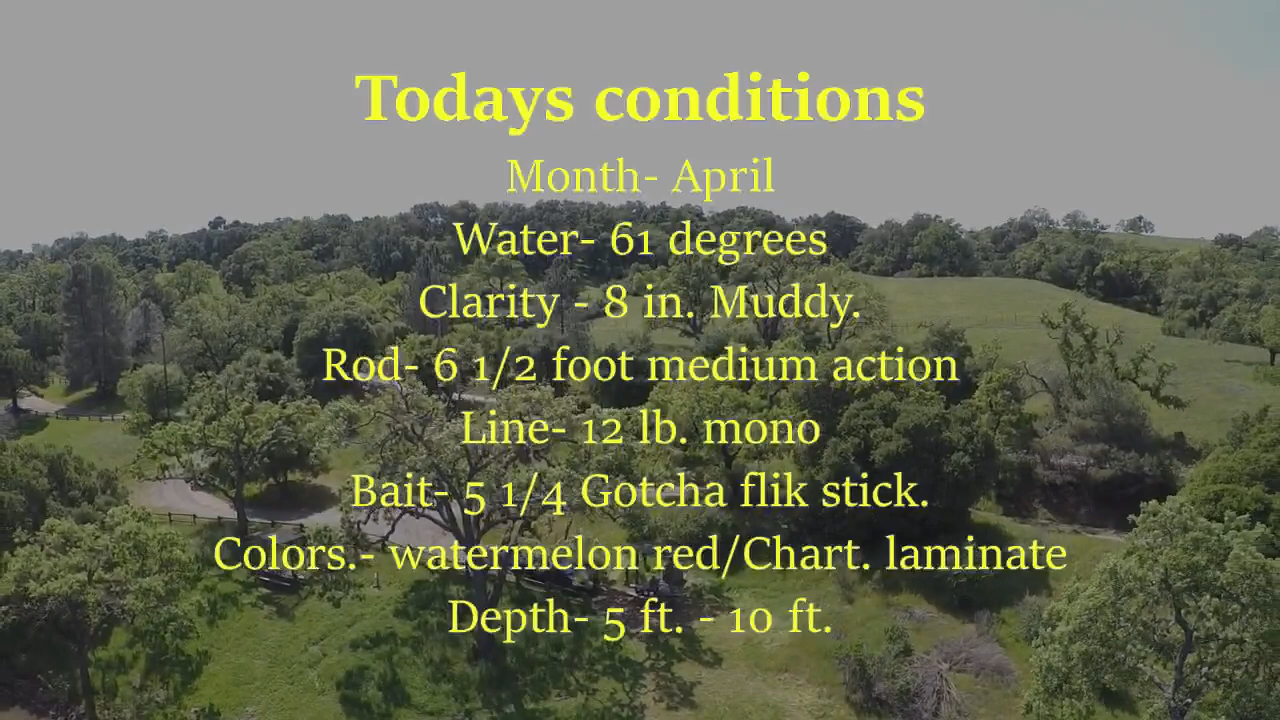 Todays conditions
Month- April
Water- 61 degrees
Clarity - 8 in. Muddy.
Rod- 6 1/2 foot medium action
Line- 12 lb. mono
Bait- 5 1/4 Gotcha flik stick.
Colors.- watermelon red/Chart. laminate
Depth- 5 ft. - 10 ft.